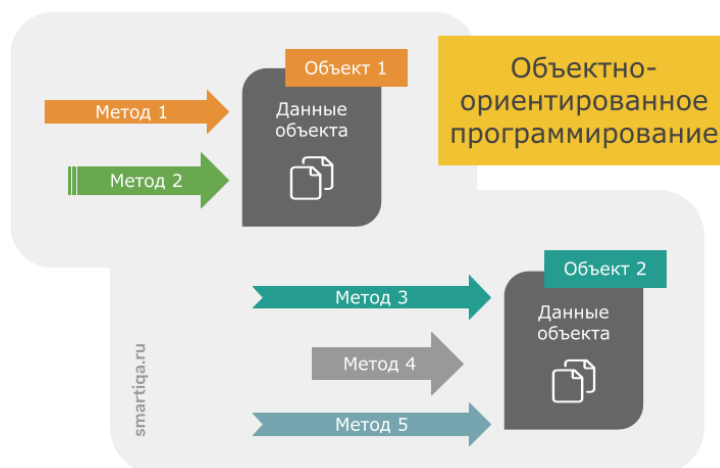 Объект 1
Объектно-
ориентированное
программирование
Метод 1
Данные
объекта
Метод 2
Объект 2
Метод 3
Данные
объекта
Метод 4
Метод 5
smartiqa.ru